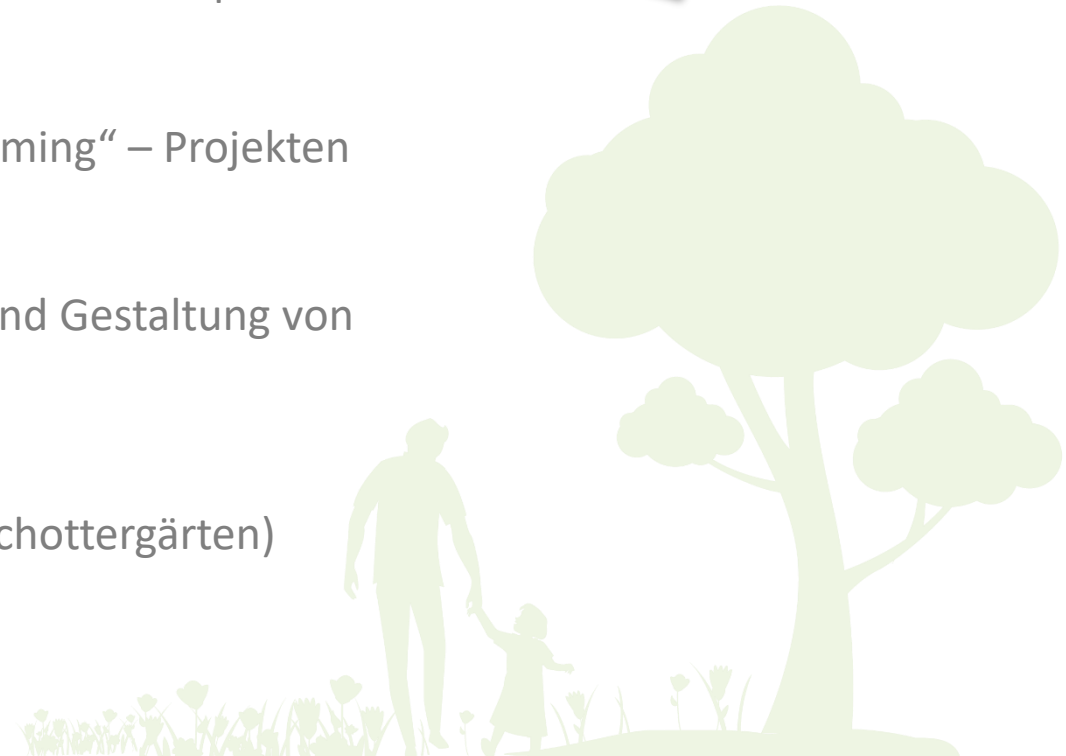 ming“ – Projekten
nd Gestaltung von
chottergärten)